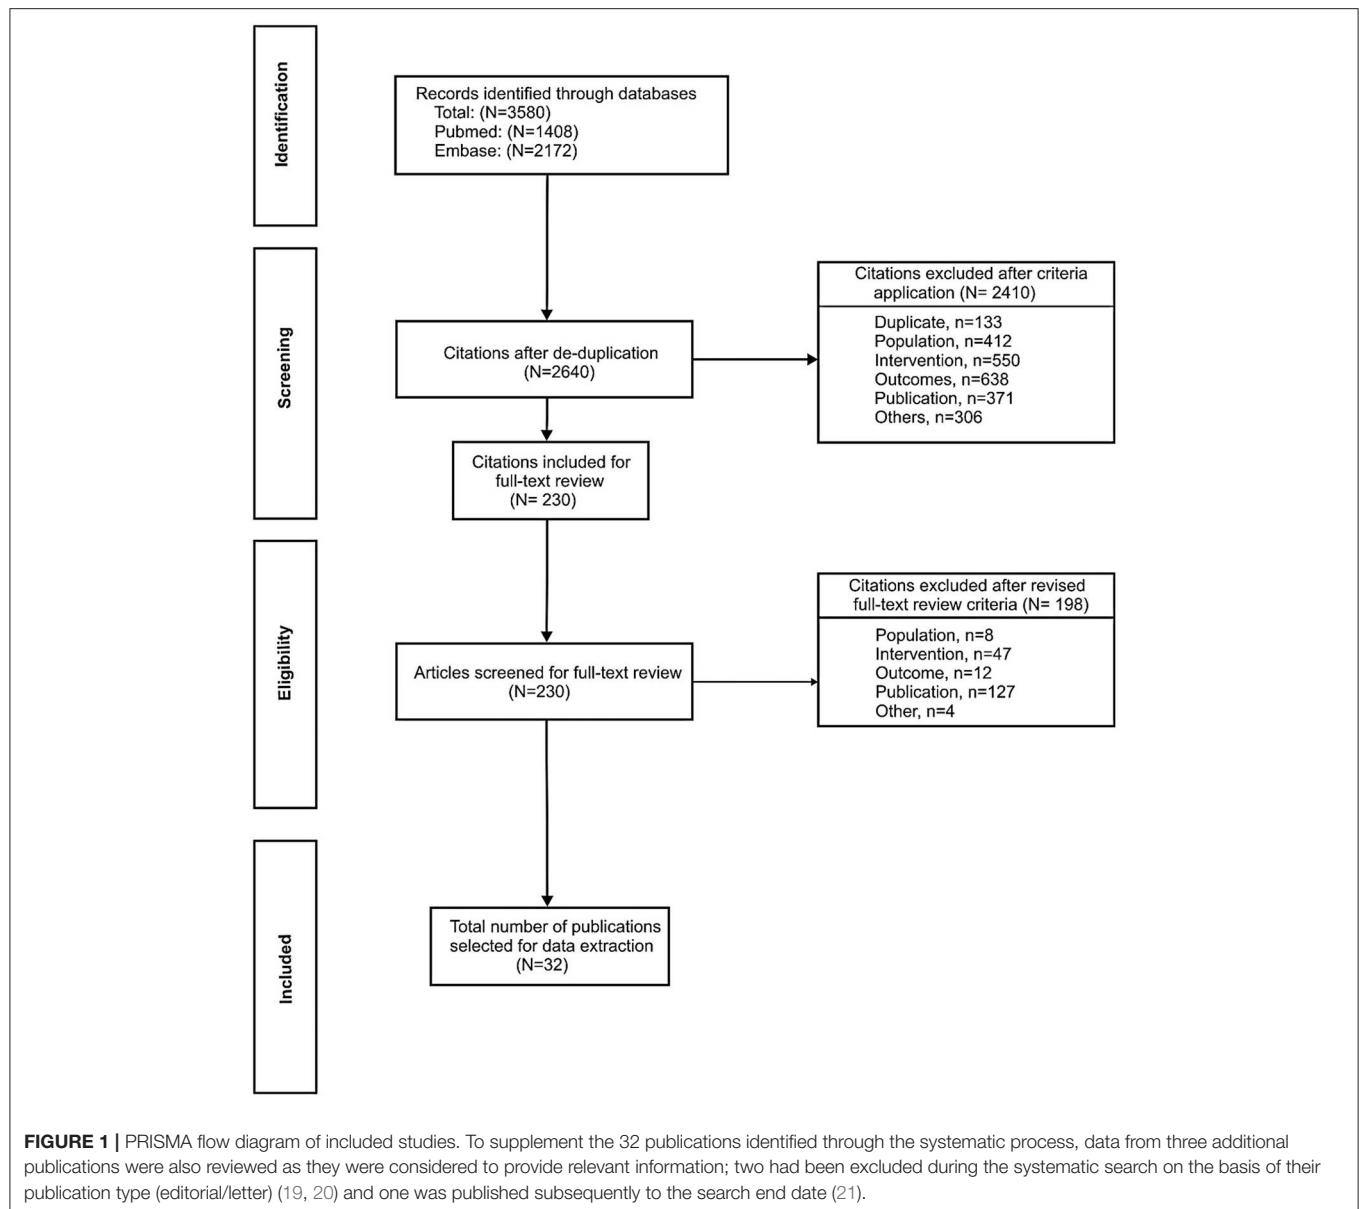 Identification
Records identified through databases
Total: (N=3580)
Pubmed: (N=1408)
Embase: (N=2172)
Screening
Citations after de-duplication
(N=2640)
Citations excluded after criteria
application (N= 2410)
Duplicate, n=133
Population, n=412
Intervention, n=550
Outcomes, n=638
Publication, n=371
Others, n=306
Citations included for
full-text review
(N= 230)
Eligibility
Articles screened for full-text review
(N=230)
Citations excluded after revised
full-text review criteria (N= 198)
Population, n=8
Intervention, n=47
Outcome, n=12
Publication, n=127
Other, n=4
Included
Total number of publications
selected for data extraction
(N=32)
FIGURE 1 | PRISMA flow diagram of included studies. To supplement the 32 publications identified through the systematic process, data from three additional
publications were also reviewed as they were considered to provide relevant information; two had been excluded during the systematic search on the basis of their
publication type (editorial/letter) (19, 20) and one was published subsequently to the search end date (21).